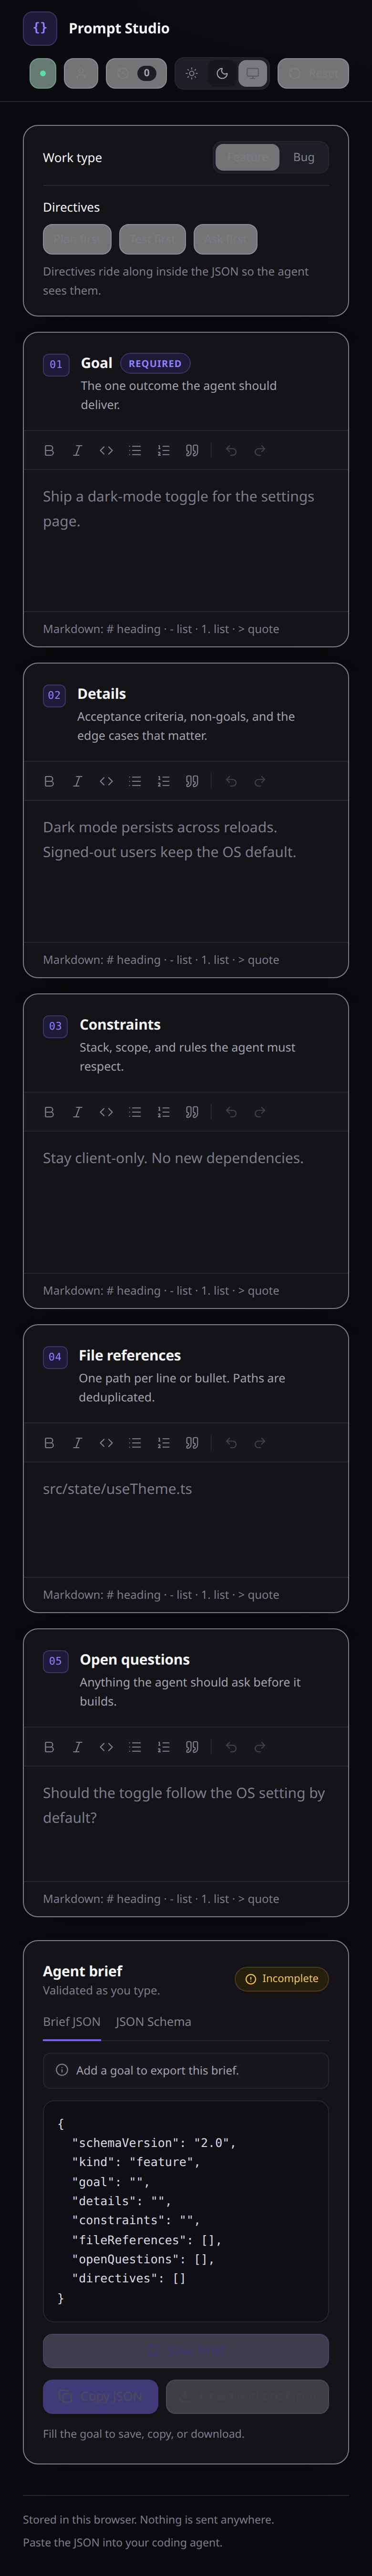 {} Prompt Studio
0 Reset
Work type Feature Bug
Directives
Plan first Test first Ask first
Directives ride along inside the JSON so the agent
sees them.
01 Goal REQUIRED
The one outcome the agent should
deliver.
Ship a dark-mode toggle for the settings
page.
Markdown: # heading · - list · 1. list · > quote
02 Details
Acceptance criteria, non-goals, and the
edge cases that matter.
Dark mode persists across reloads.
Signed-out users keep the OS default.
Markdown: # heading · - list · 1. list · > quote
03 Constraints
Stack, scope, and rules the agent must
respect.
Stay client-only. No new dependencies.
Markdown: # heading · - list · 1. list · > quote
04 File references
One path per line or bullet. Paths are
deduplicated.
src/state/useTheme.ts
Markdown: # heading · - list · 1. list · > quote
05 Open questions
Anything the agent should ask before it
builds.
Should the toggle follow the OS setting by
default?
Markdown: # heading · - list · 1. list · > quote
Agent brief
Validated as you type.
Incomplete
Brief JSON JSON Schema
Add a goal to export this brief.
{
"schemaVersion": "2.0",
"kind": "feature",
"goal": "",
"details": "",
"constraints": "",
"fileReferences": [],
"openQuestions": [],
"directives": []
}
Copy JSON
Fill the goal to save, copy, or download.
Stored in this browser. Nothing is sent anywhere.
Paste the JSON into your coding agent.